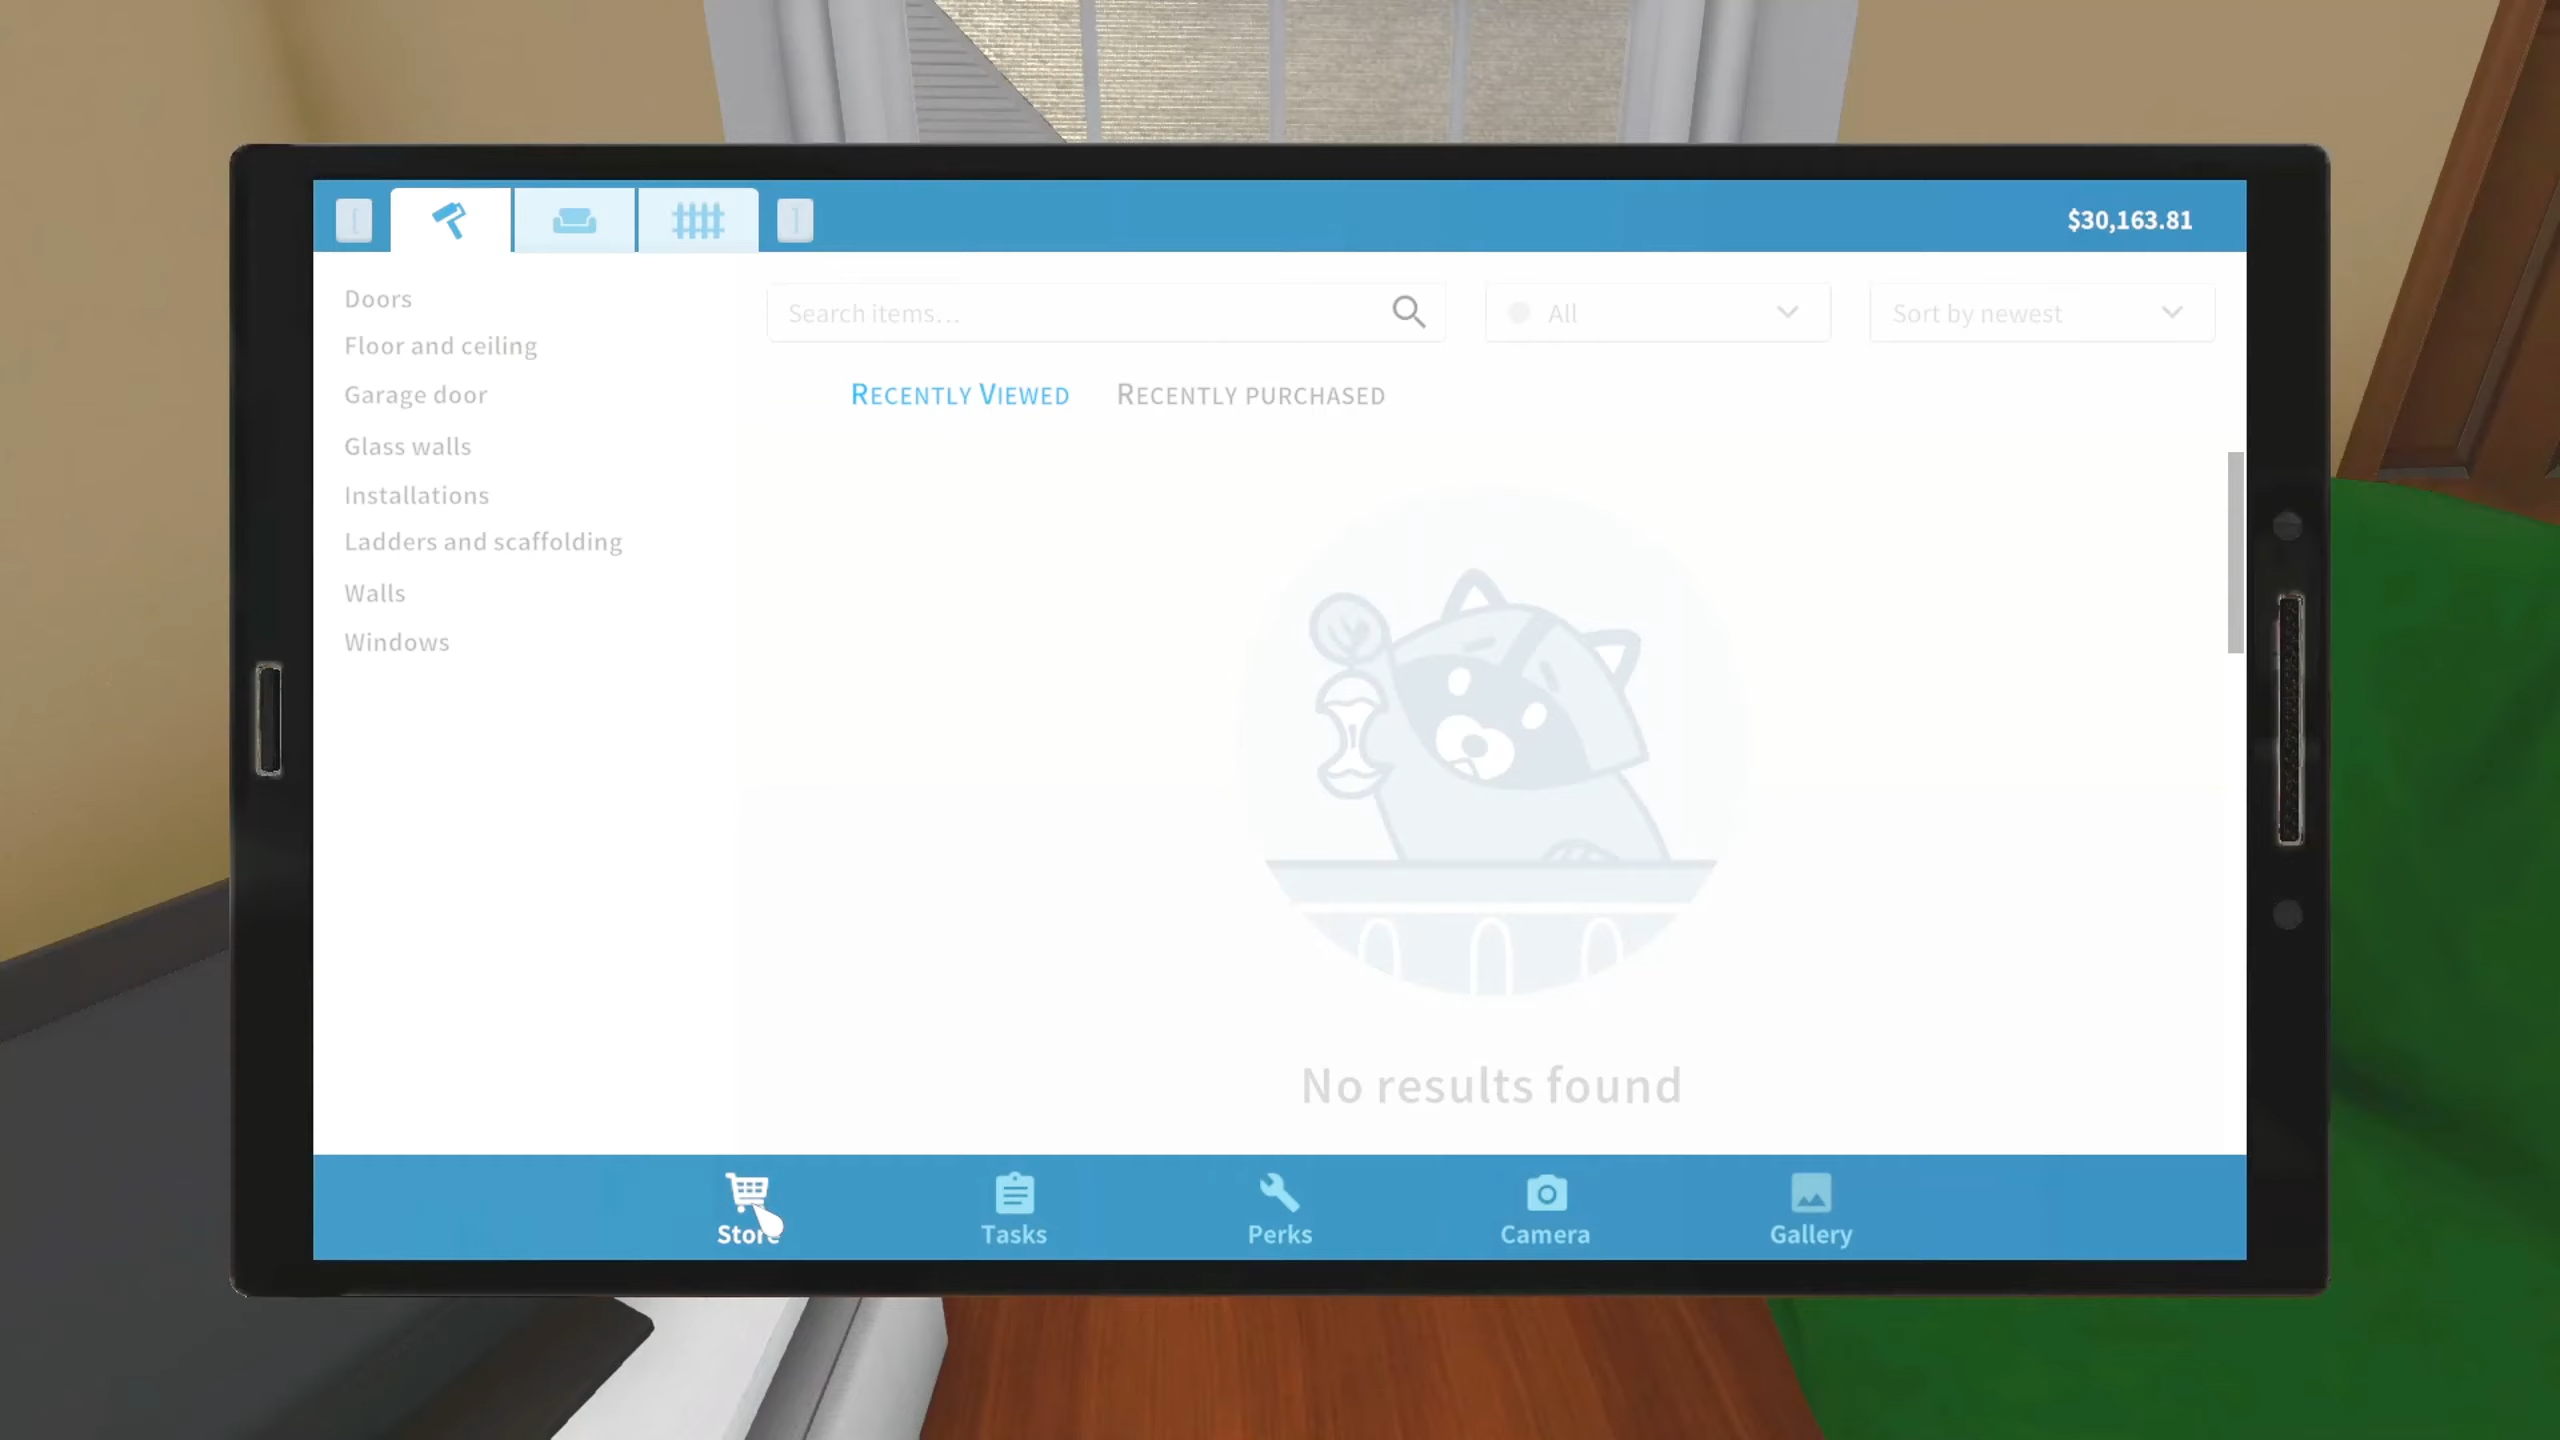 [
]
$30,163.81
Doors
Floor and ceiling
Garage door
Glass walls
Installations
Ladders and scaffolding
Walls
Windows
Search items...
All
Sort by newest
RECENTLY VIEWED
RECENTLY PURCHASED
No results found
Store
Tasks
Perks
Camera
Gallery